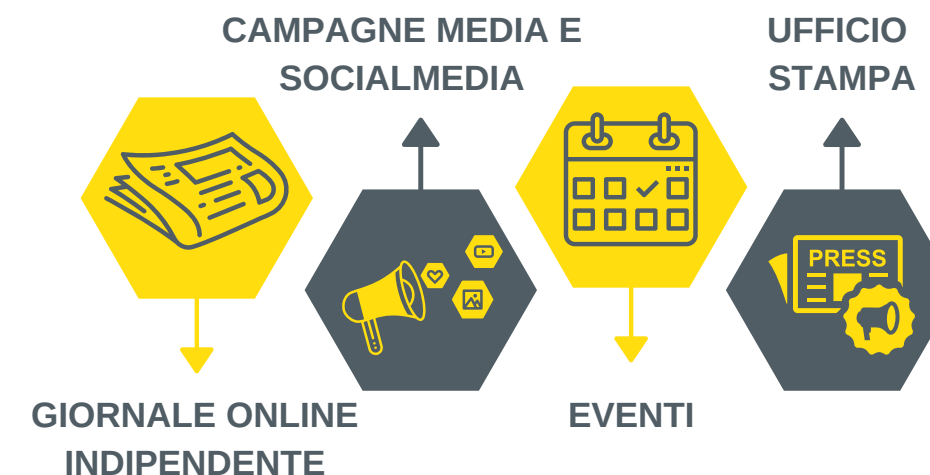 CAMPAGNE MEDIA E
SOCIALMEDIA
UFFICIO
STAMPA
PRESS
GIORNALE ONLINE
INDIPENDENTE
EVENTI